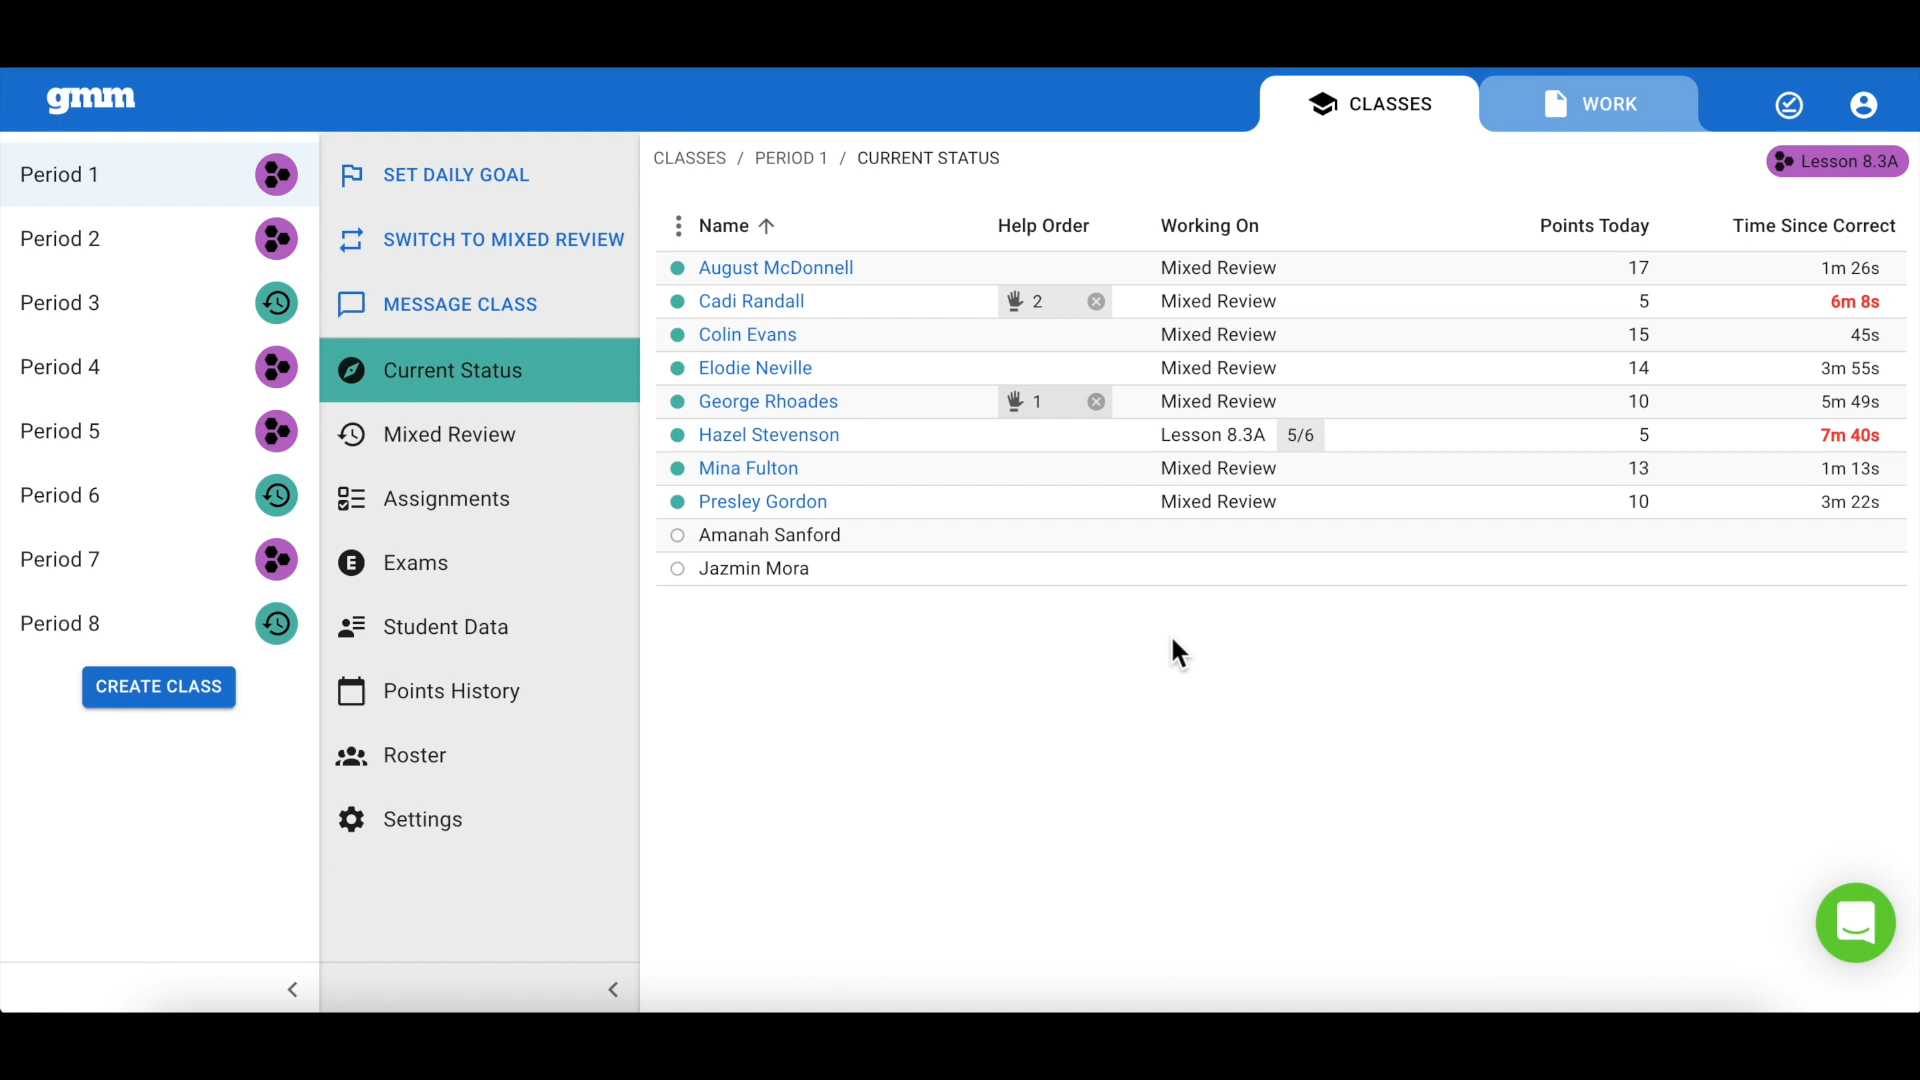 gmm
CLASSES
WORK
Period 1
Period 2
Period 3
Period 4
Period 5
Period 6
Period 7
Period 8
CREATE CLASS
SET DAILY GOAL
SWITCH TO MIXED REVIEW
MESSAGE CLASS
Current Status
Mixed Review
Assignments
E Exams
Student Data
Points History
Roster
Settings
CLASSES / PERIOD 1 / CURRENT STATUS
Lesson 8.3A
Name Help Order Working On Points Today Time Since Correct
August McDonnell Mixed Review 17 1m 26s
Cadi Randall 2 Mixed Review 5 6m 8s
Colin Evans Mixed Review 15 45s
Elodie Neville Mixed Review 14 3m 55s
George Rhoades 1 Mixed Review 10 5m 49s
Hazel Stevenson Lesson 8.3A 5/6 5 7m 40s
Mina Fulton Mixed Review 13 1m 13s
Presley Gordon Mixed Review 10 3m 22s
Amanah Sanford
Jazmin Mora